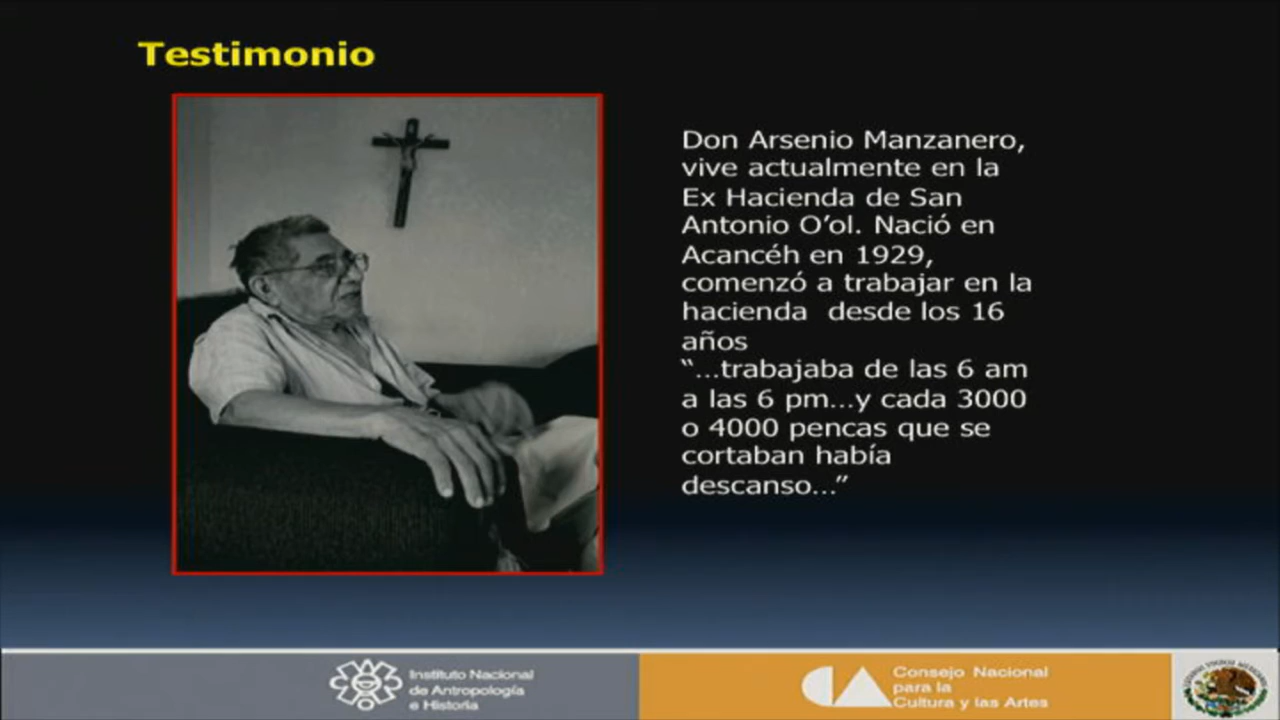 Testimonio
Don Arsenio Manzanero,
vive actualmente en la
Ex Hacienda de San
Antonio O’ol. Nació en
Acancéh en 1929,
comenzó a trabajar en la
hacienda desde los 16
años
“...trabajaba de las 6 am
a las 6 pm...y cada 3000
o 4000 pencas que se
cortaban había
descanso...”
Instituto Nacional
de Antropología
e Historia
Consejo Nacional
para la
Cultura y las Artes